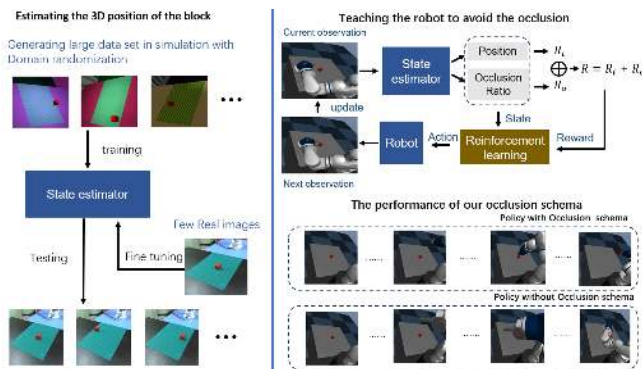 Estimating the 3D position of the block
Generating large data set in simulation with
Domain randomization
training
State estimator
Few Real images
Testing
Fine tuning
Teaching the robot to avoid the occlusion
Current observation
State
estimator
Position
Occlusion
Ratio
update
State
Robot
Action
Reinforcement
learning
Reward
Next observation
The performance of our occlusion schema
Policy with Occlusion schema
Policy without Occlusion schema